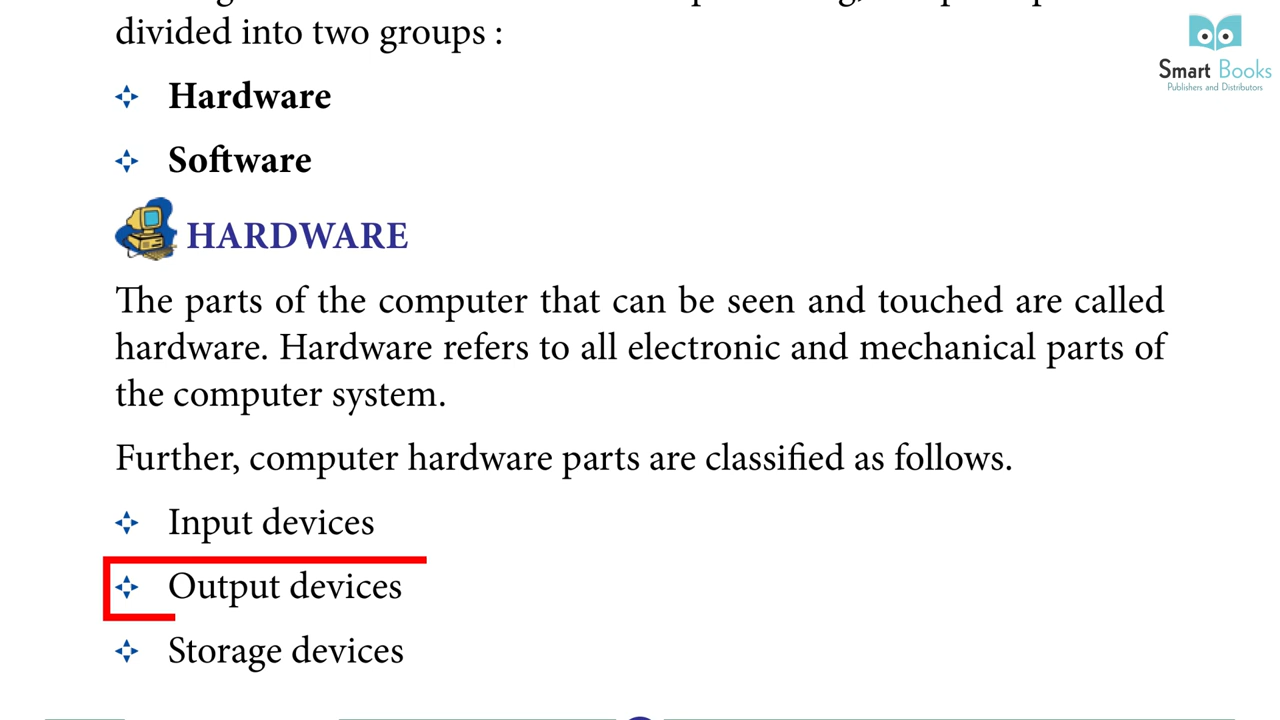 divided into two groups :
Hardware
Software
HARDWARE
The parts of the computer that can be seen and touched are called
hardware. Hardware refers to all electronic and mechanical parts of
the computer system.
Further, computer hardware parts are classified as follows.
Input devices
Output devices
Storage devices
Smart Books
Publishers and Distributors